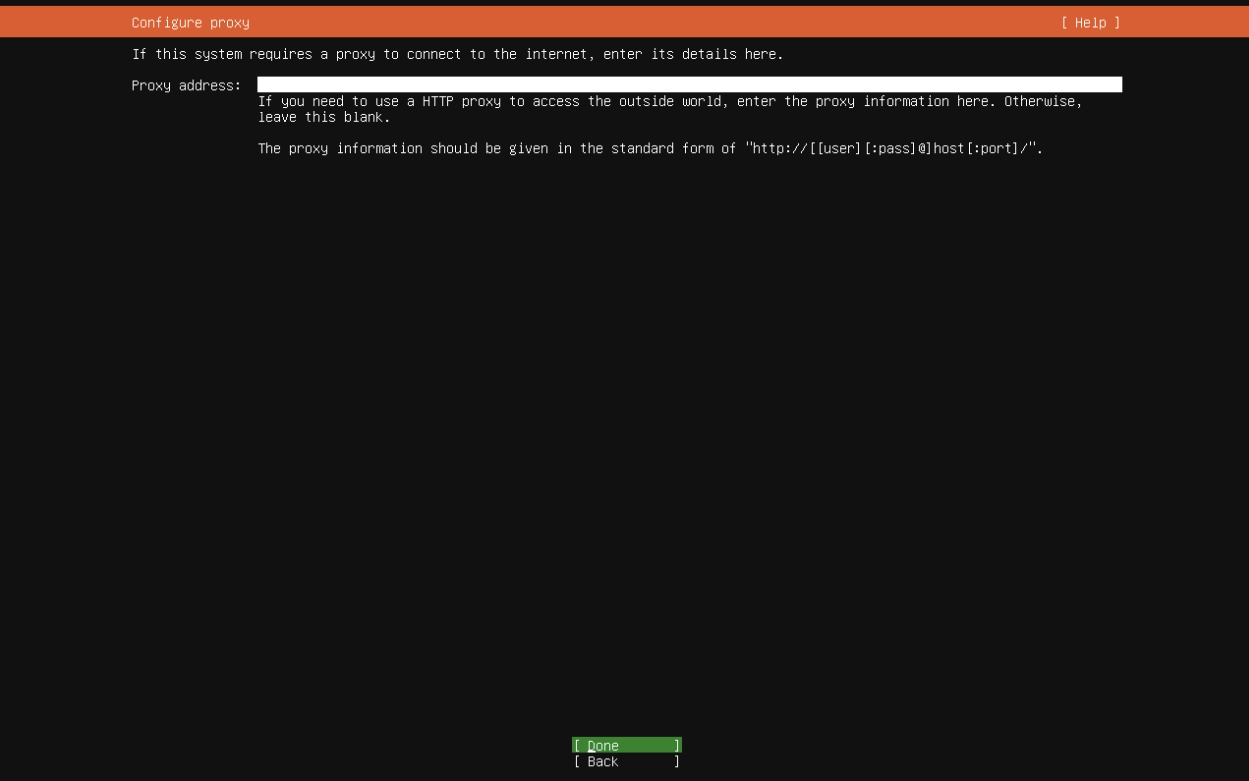 Configure proxy [ Help ]
If this system requires a proxy to connect to the internet, enter its details here.
Proxy address:
If you need to use a HTTP proxy to access the outside world, enter the proxy information here. Otherwise,
leave this blank.
The proxy information should be given in the standard form of "http://[[user][:pass]@]host[:port]/".
[ Done ]
[ Back ]